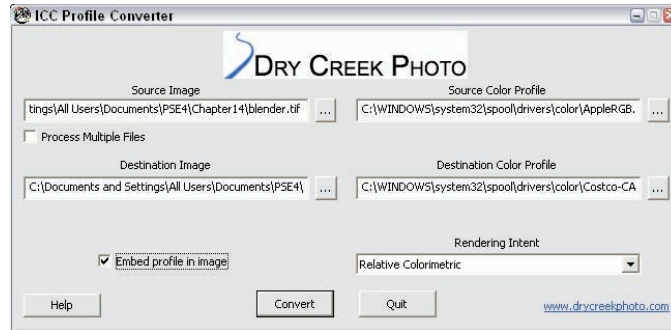 ICC Profile Converter
DRY CREEK PHOTO
Source Image
Source Color Profile
tings\All Users\Documents\PSE4\Chapter14\blender.tif
...
C:\WINDOWS\system32\spool\drivers\color\AppleRGB.
...
Process Multiple Files
Destination Image
Destination Color Profile
C:\Documents and Settings\All Users\Documents\PSE4\
...
C:\WINDOWS\system32\spool\drivers\color\Costco-CA
...
Rendering Intent
Embed profile in image
Relative Colorimetric
Help
Convert
Quit
www.drycreekphoto.com